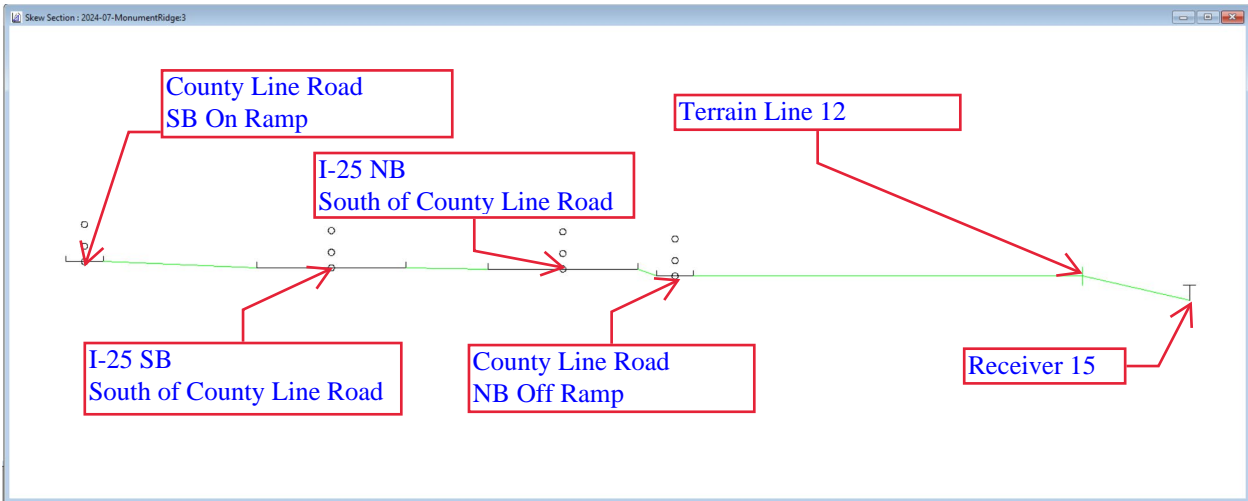 Skew Section : 2024-07-MonumentRidge:3
County Line Road
SB On Ramp
Terrain Line 12
I-25 NB
South of County Line Road
I-25 SB
South of County Line Road
County Line Road
NB Off Ramp
Receiver 15